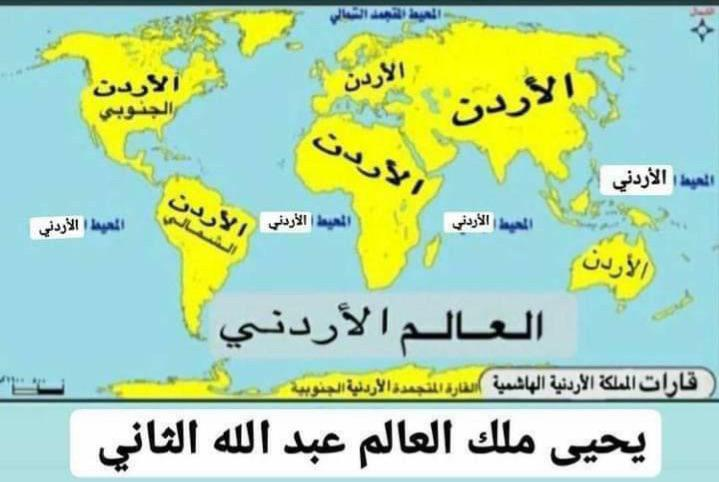 المحيط المتجمد الشمالي
الشمال
الأردن
الجنوبي
الأردن
الأردن
الأردن
الأردن
الشمالي
المحيط الأردني
المحيط الأردني
المحيط الأردني
المحيط الأردني
الأردن
العالم الأردني
قارات المملكة الأردنية الهاشمية
القارة المتجمدة الأردنية الجنوبية
يحيى ملك العالم عبد الله الثاني